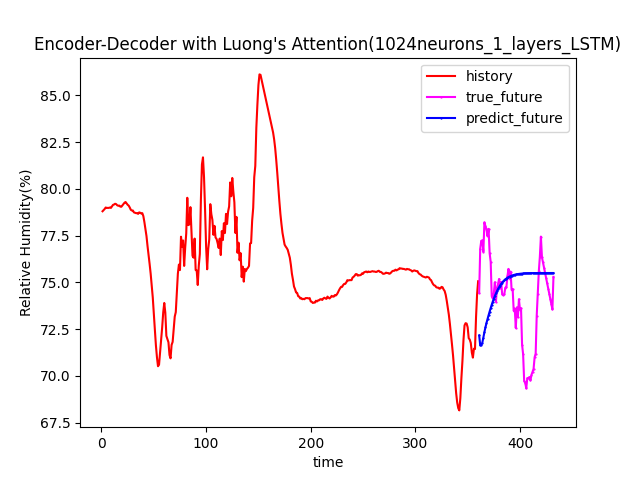 Encoder-Decoder with Luong's Attention(1024neurons_1_layers_LSTM)
history
true_future
predict_future
Relative Humidity(%)
85.0
82.5
80.0
77.5
75.0
72.5
70.0
67.5
0 100 200 300 400
time